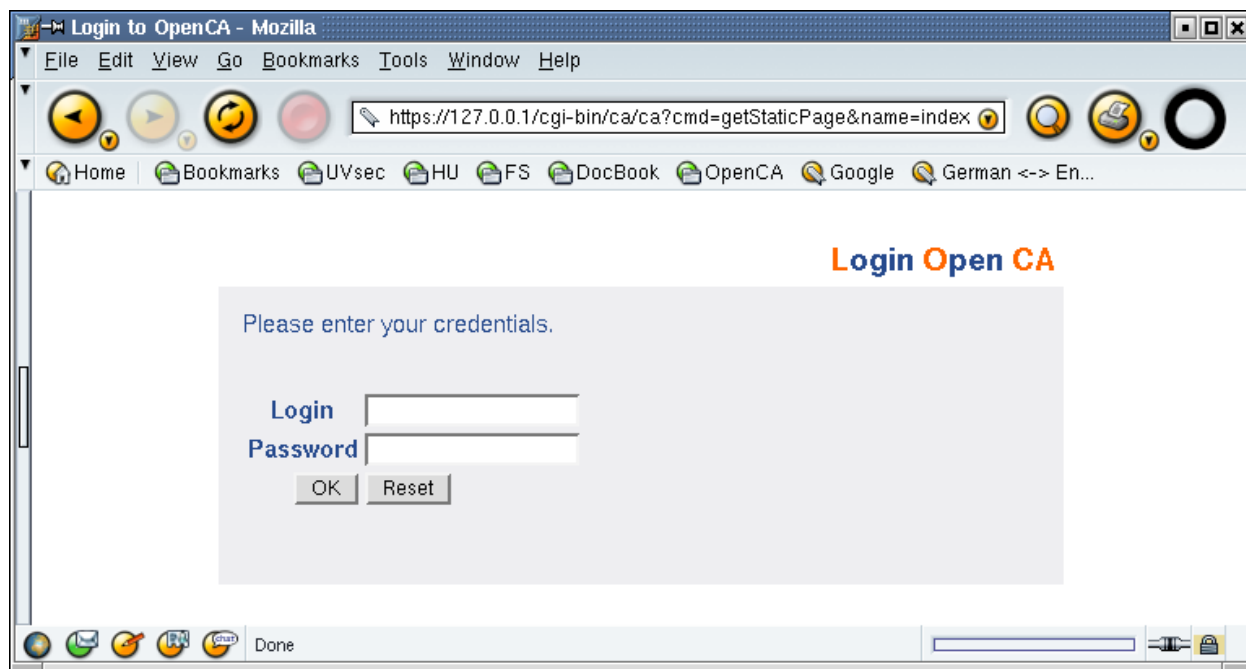 Login to OpenCA - Mozilla
File Edit View Go Bookmarks Tools Window Help
https://127.0.0.1/cgi-bin/ca/ca?cmd=getStaticPage&name=index
Home Bookmarks UVsec HU FS DocBook OpenCA Google German <-> En...
Login Open CA
Please enter your credentials.
Login
Password
OK Reset
chat
Done